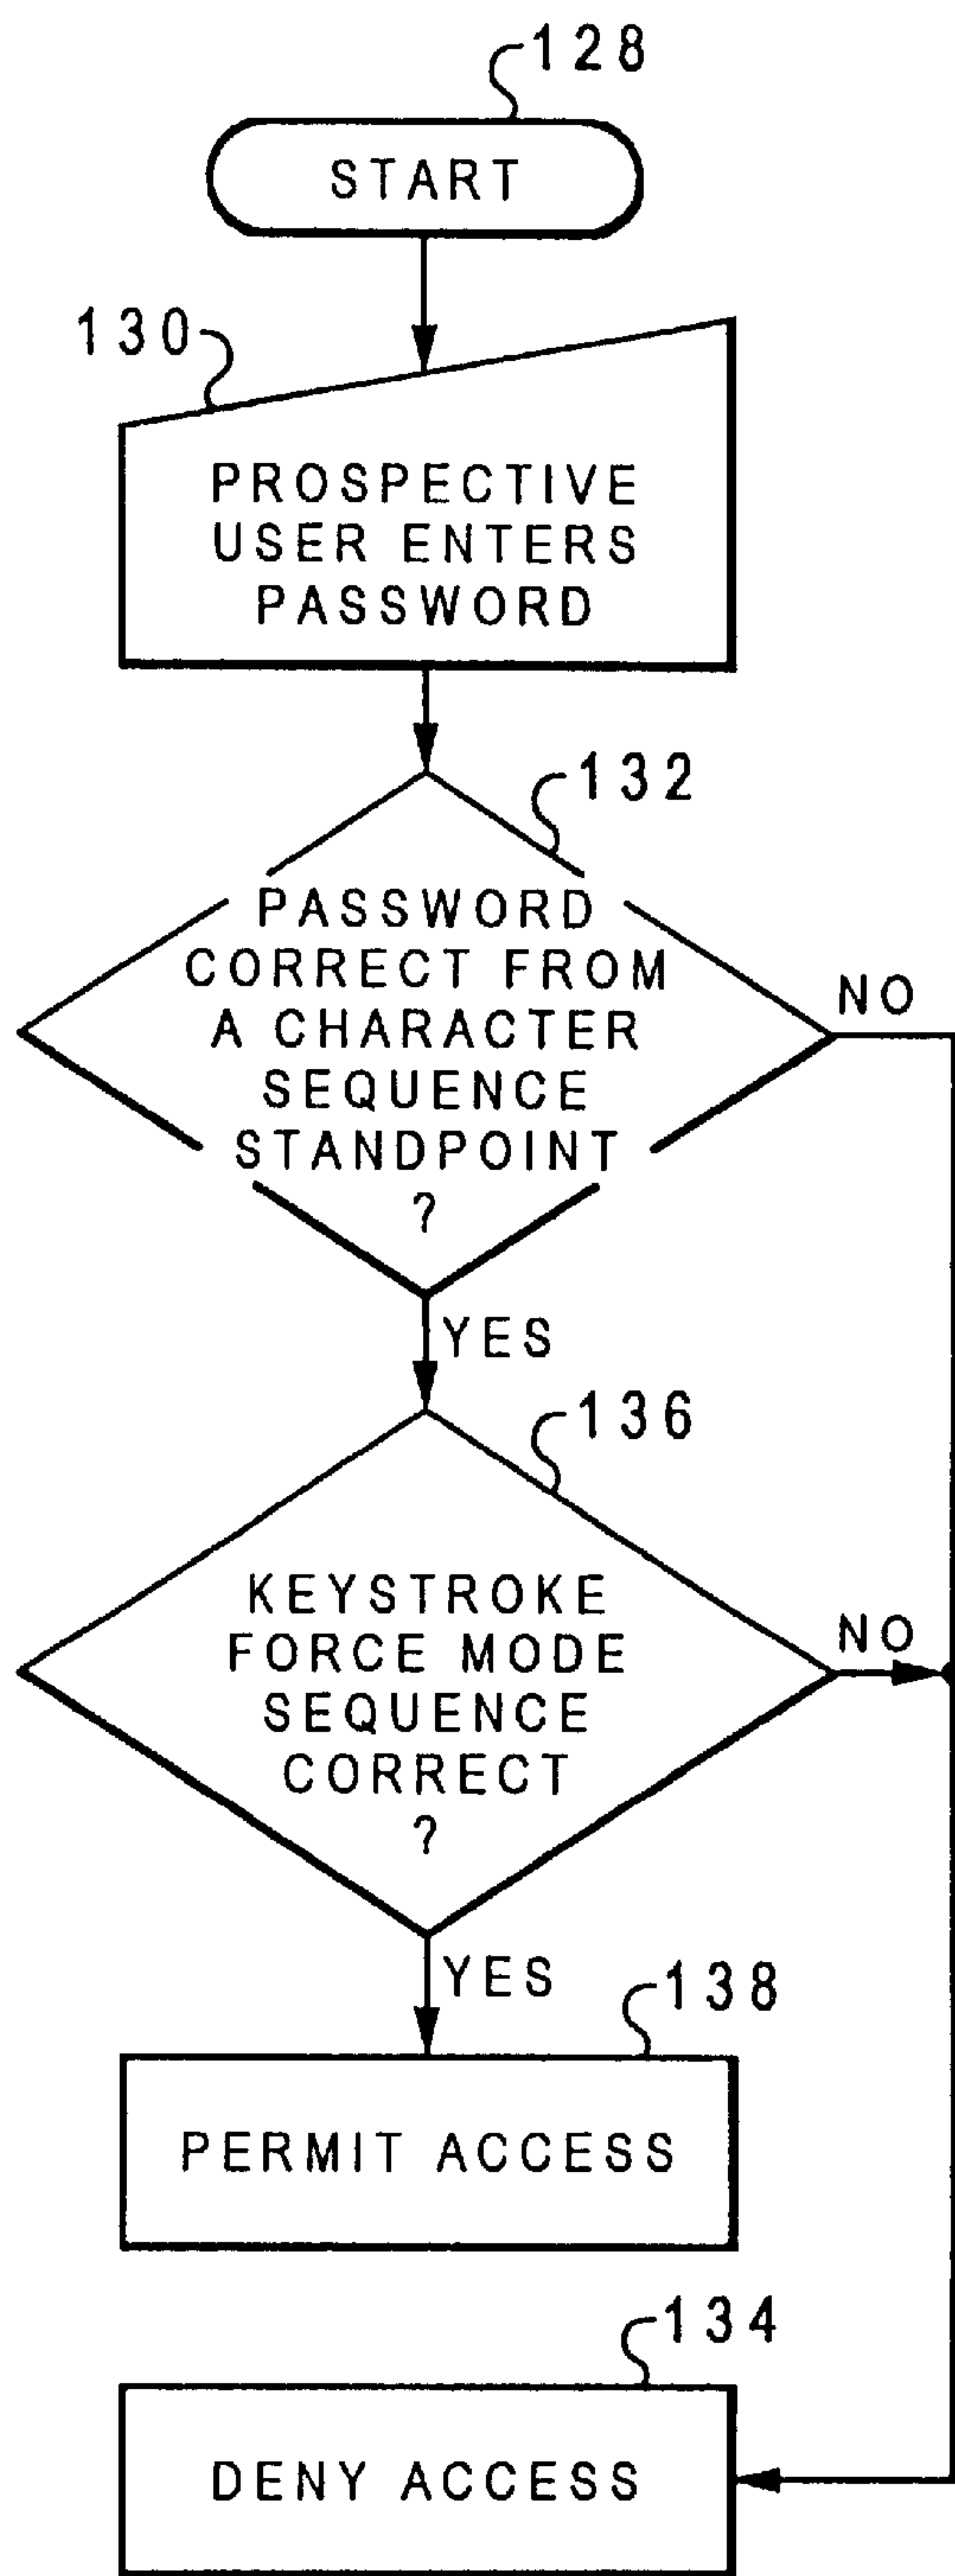 128
START
130
PROSPECTIVE
USER ENTERS
PASSWORD
132
PASSWORD
CORRECT FROM
A CHARACTER
SEQUENCE
STANDPOINT
?
NO
YES
136
KEYSTROKE
FORCE MODE
SEQUENCE
CORRECT
?
NO
YES
138
PERMIT ACCESS
134
DENY ACCESS